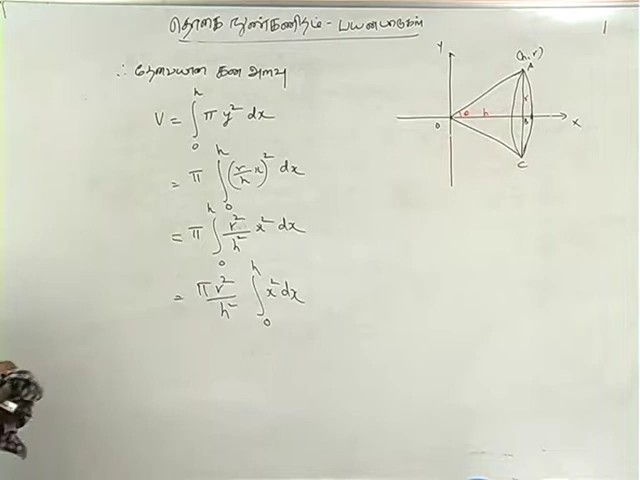 தொகை நுண்கணிதம் - பயன்பாடுகள்
1
∴ தேவையான கன அளவு
V = ∫₀ʰ π y² dx
= π ∫₀ʰ (r/h x)² dx
= π ∫₀ʰ r²/h² x² dx
= πr²/h² ∫₀ʰ x² dx
Y
(h, r)
A
r
O θ h B X
C